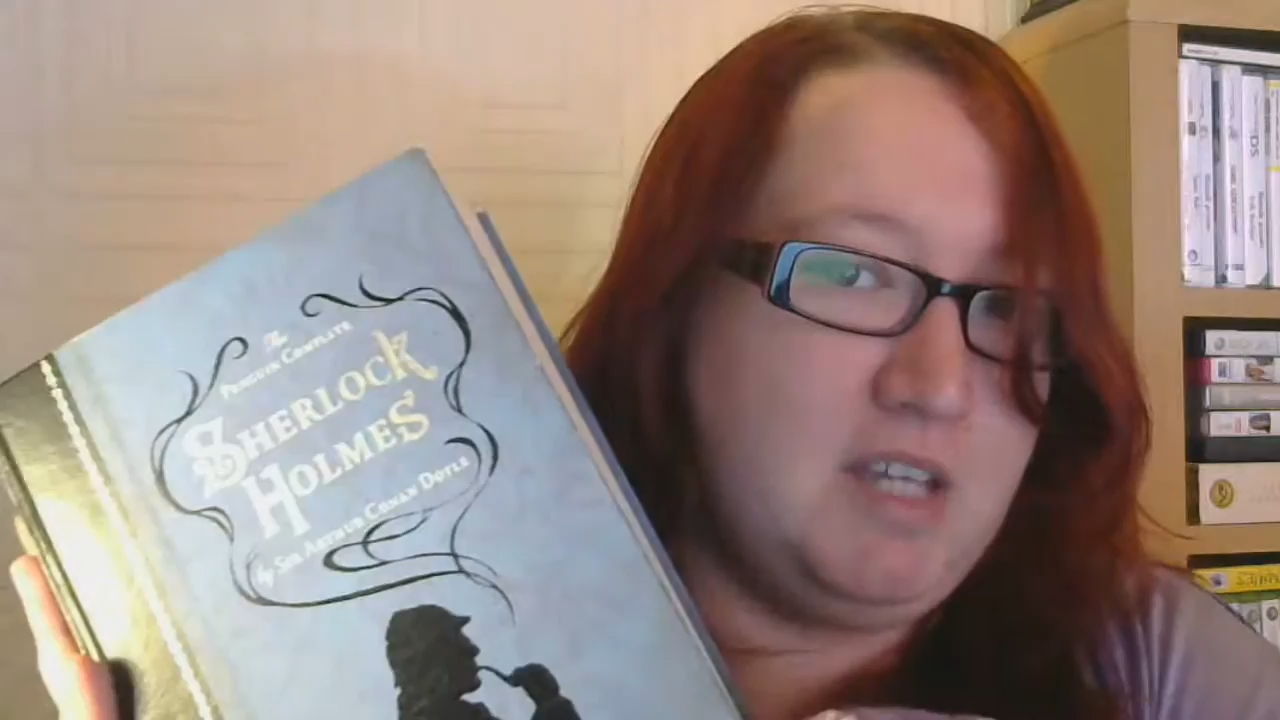 The
PENGUIN COMPLETE
SHERLOCK
HOLMES
by SIR ARTHUR CONAN DOYLE
DS